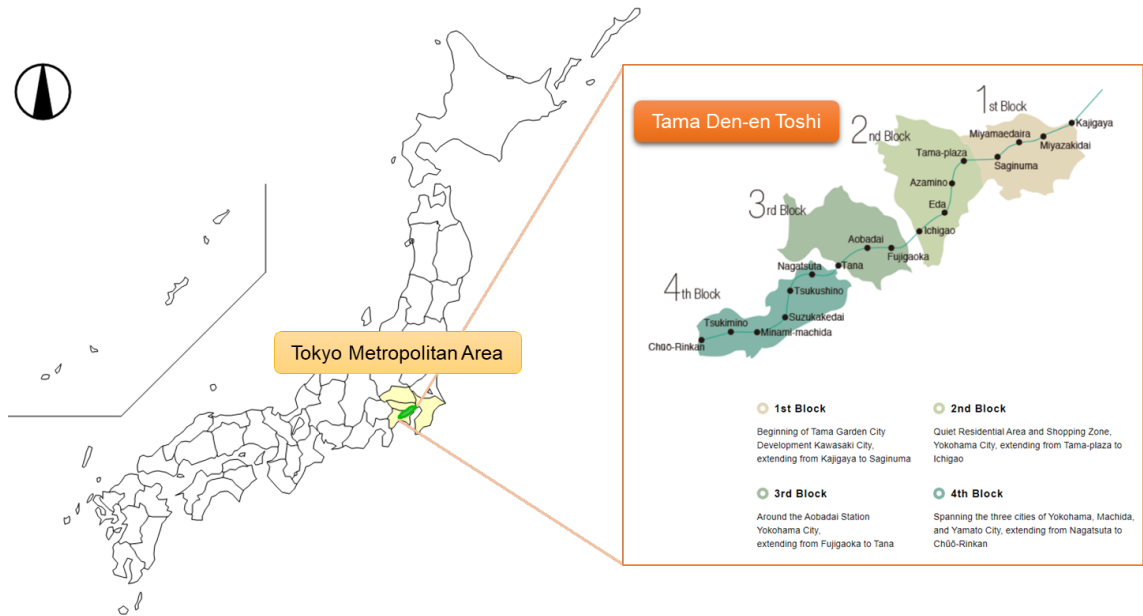 Tama Den-en Toshi
1st Block
Kajigaya
Miyamaedaira
Miyazakidai
2nd Block
Tama-plaza
Saginuma
Azamino
Eda
3rd Block
Ichigao
Aobadai
Fujigaoka
Nagatsuta
Tana
4th Block
Tsukushino
Suzukakedai
Tsukimino
Minami-machida
Chūō-Rinkan
Tokyo Metropolitan Area
1st Block
Beginning of Tama Garden City
Development Kawasaki City,
extending from Kajigaya to Saginuma
2nd Block
Quiet Residential Area and Shopping Zone,
Yokohama City, extending from Tama-plaza to
Ichigao
3rd Block
Around the Aobadai Station
Yokohama City,
extending from Fujigaoka to Tana
4th Block
Spanning the three cities of Yokohama, Machida,
and Yamato City, extending from Nagatsuta to
Chūō-Rinkan